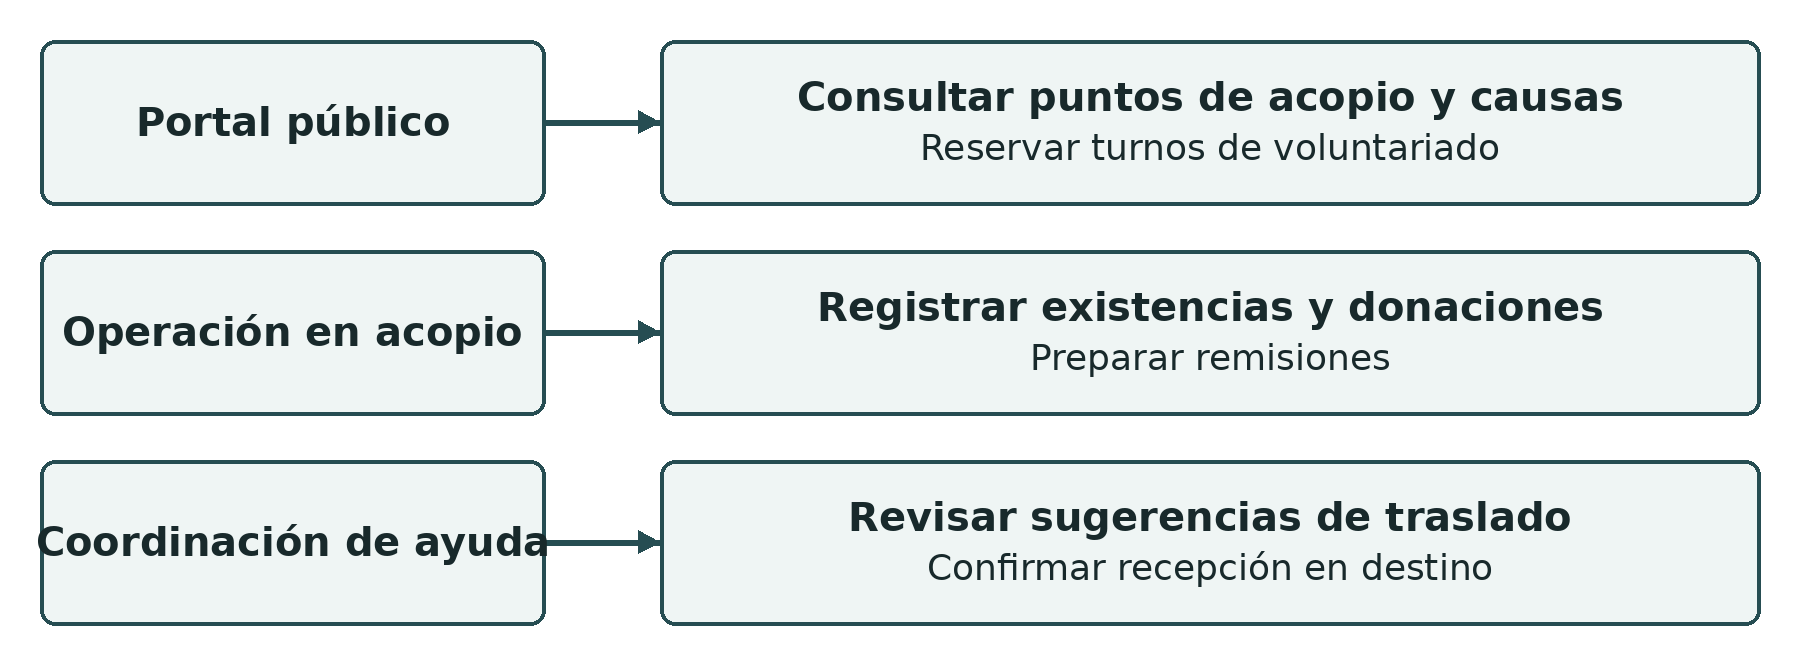 Portal público
Consultar puntos de acopio y causas
Reservar turnos de voluntariado
Operación en acopio
Registrar existencias y donaciones
Preparar remisiones
Coordinación de ayuda
Revisar sugerencias de traslado
Confirmar recepción en destino